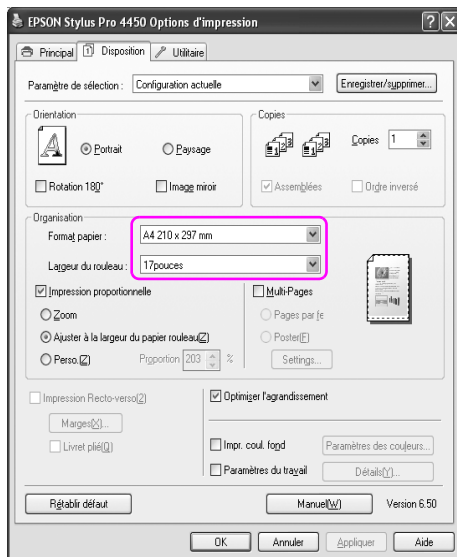 EPSON Stylus Pro 4450 Options d'impression
Principal Disposition Utilitaire
Paramètre de sélection : Configuration actuelle Enregistrer/supprimer...
Orientation Copies
A Portrait Paysage Copies 1
Rotation 180° Image miroir Assemblées Ordre inversé
Organisation
Format papier : A4 210 x 297 mm
Largeur du rouleau : 17pouces
Impression proportionnelle Multi-Pages
Zoom Pages par fe
Ajuster à la largeur du papier rouleau(Z) Poster(F)
Perso.(Z) Proportion 203 % Settings...
Impression Recto-verso(2) Optimiser l'agrandissement
Marges(X)...
Livret plié(Q) Impr. coul. fond Paramètres des couleurs...
Paramètres du travail Détails(Y)...
Rétablir défaut Manuel(W) Version 6.50
OK Annuler Appliquer Aide